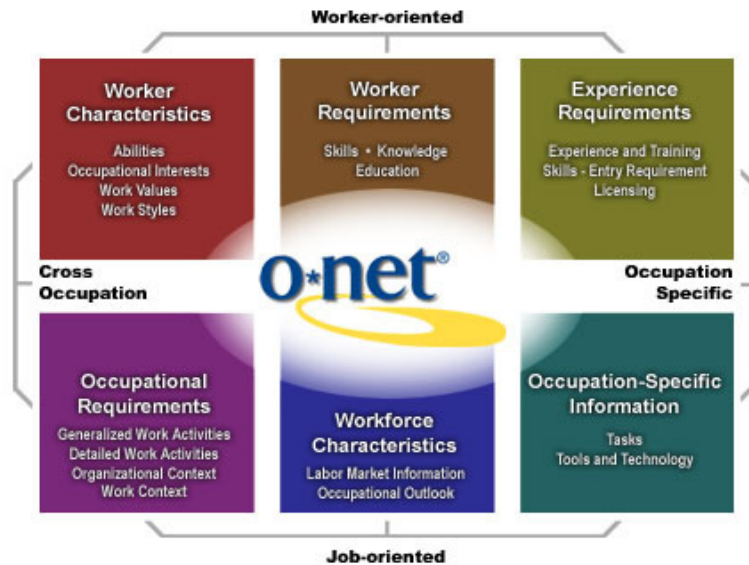 Worker-oriented
Worker
Characteristics
Abilities
Occupational Interests
Work Values
Work Styles
Worker
Requirements
Skills • Knowledge
Education
Experience
Requirements
Experience and Training
Skills - Entry Requirement
Licensing
Cross
Occupation
o*net®
Occupation
Specific
Occupational
Requirements
Generalized Work Activities
Detailed Work Activities
Organizational Context
Work Context
Workforce
Characteristics
Labor Market Information
Occupational Outlook
Occupation-Specific
Information
Tasks
Tools and Technology
Job-oriented